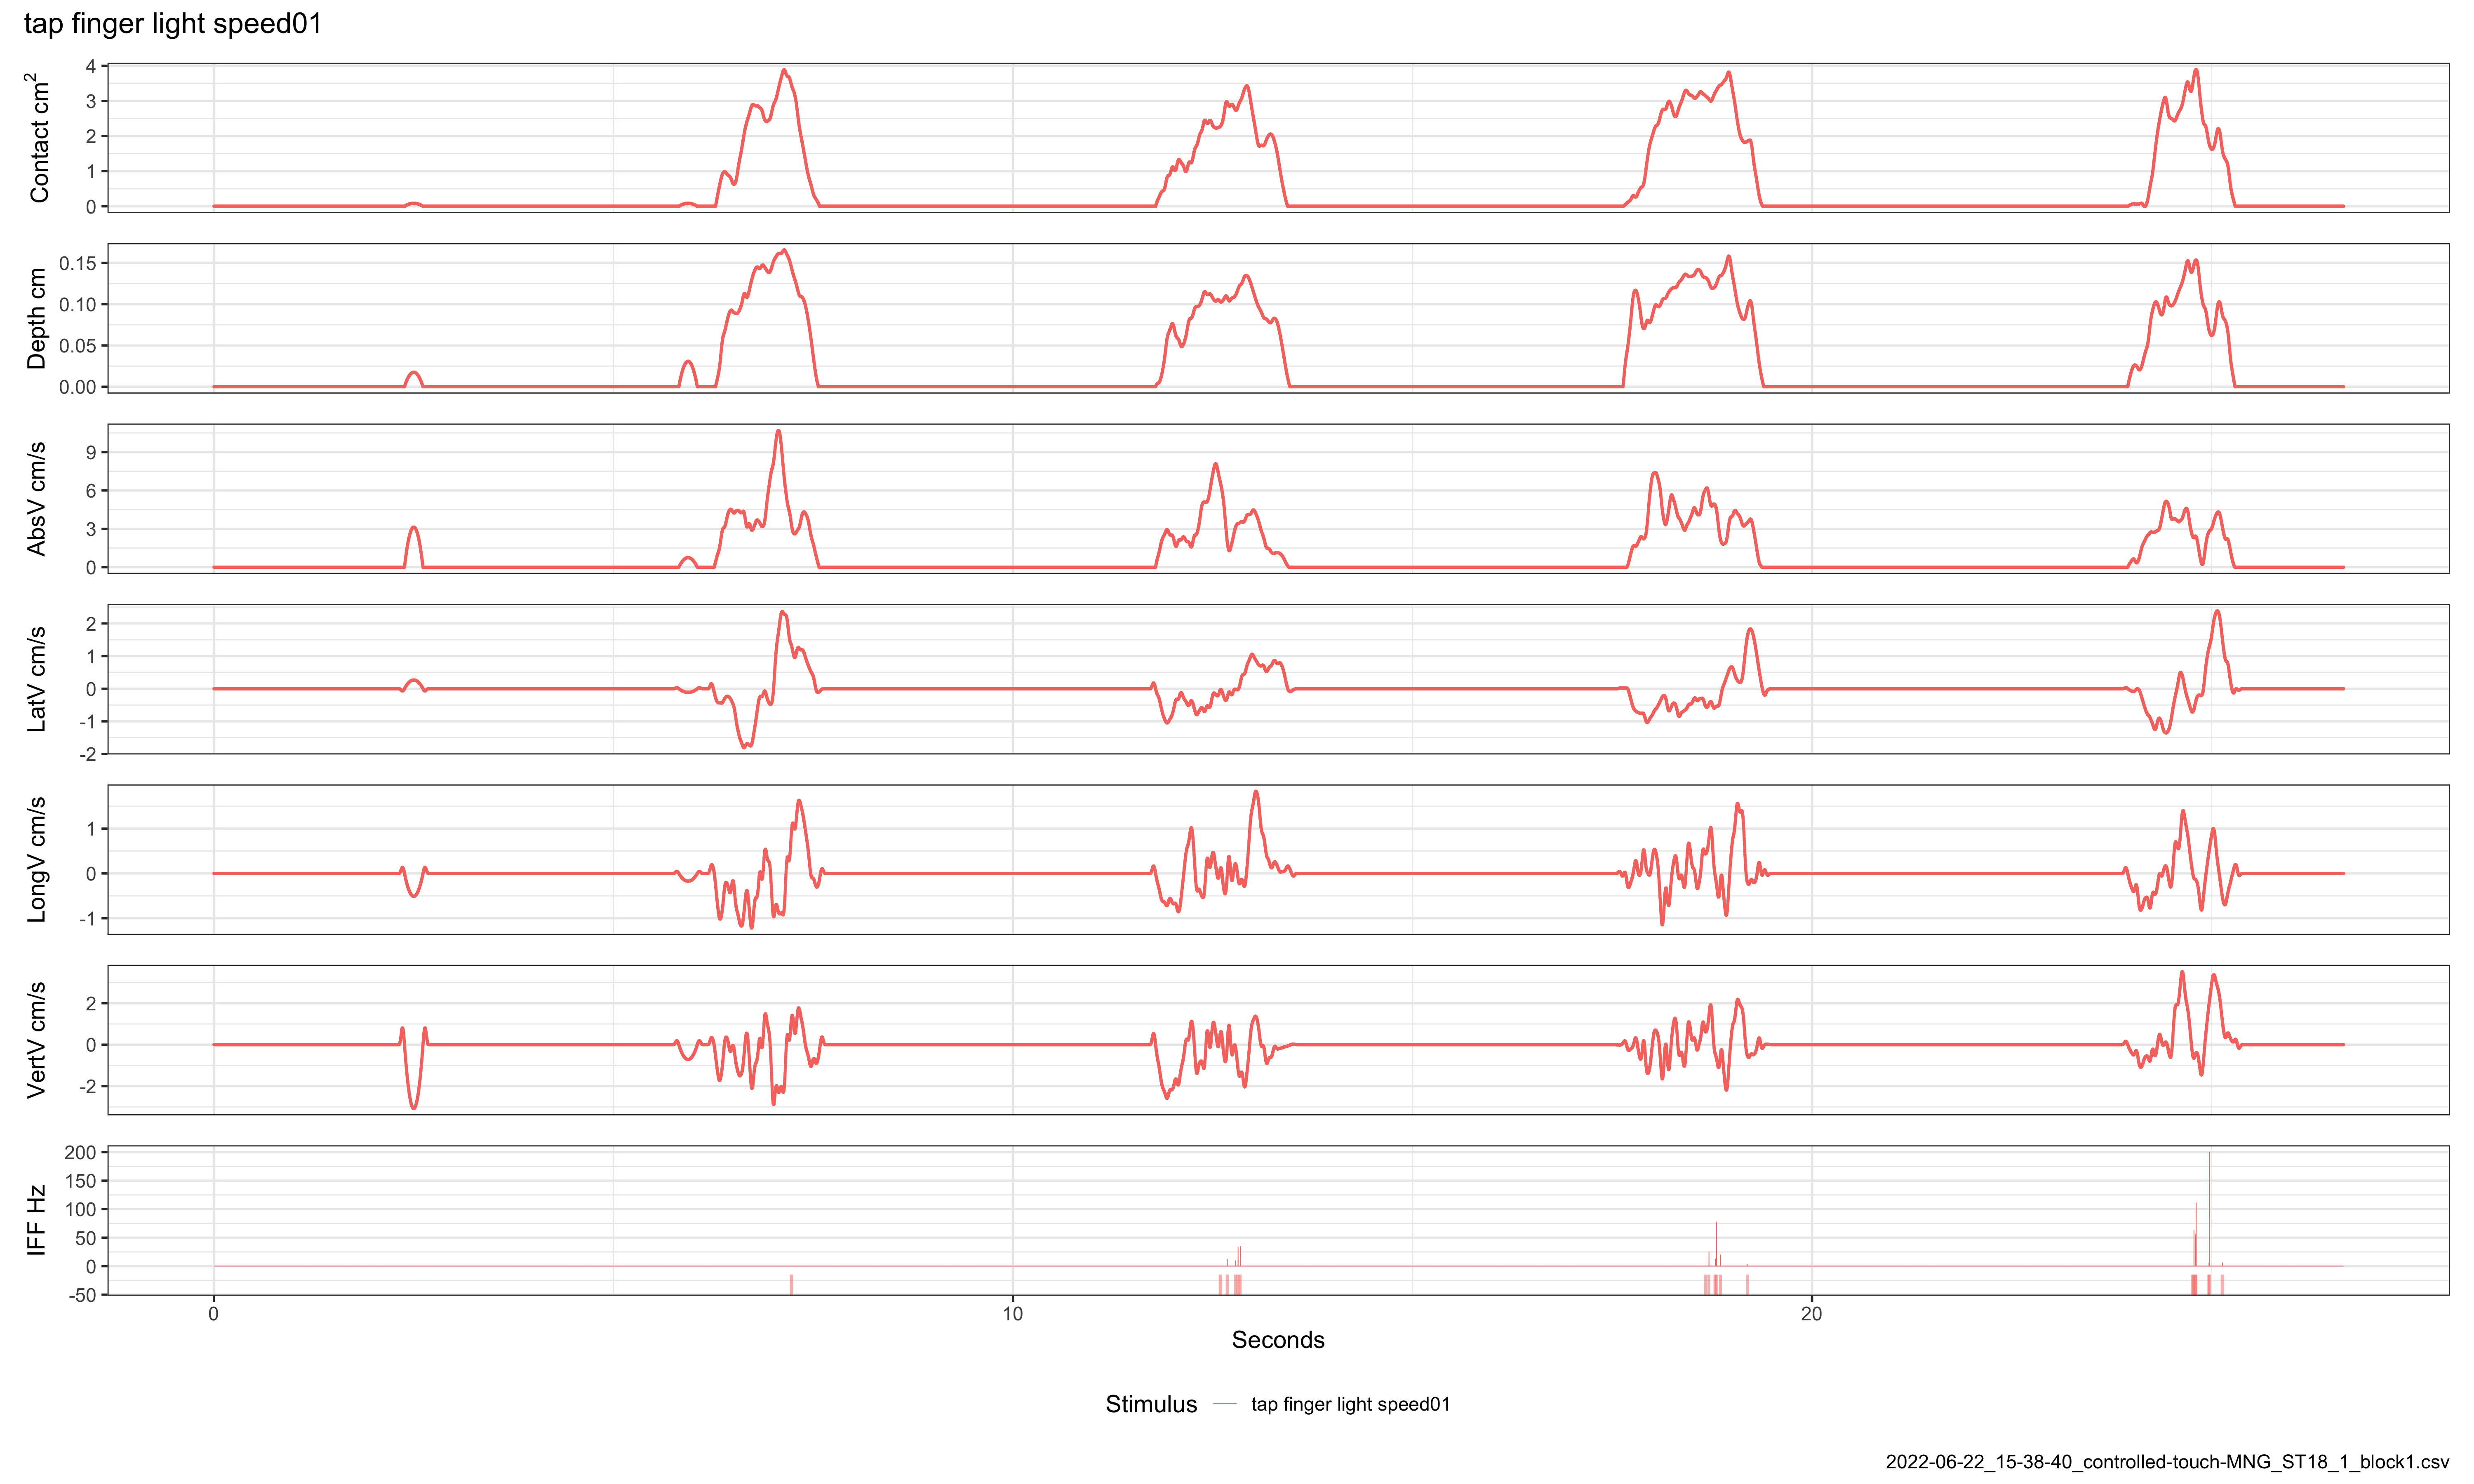 tap finger light speed01
Contact cm²
4
3
2
1
0
Depth cm
0.15
0.10
0.05
0.00
AbsV cm/s
9
6
3
0
LatV cm/s
2
1
0
-1
-2
LongV cm/s
1
0
-1
VertV cm/s
2
0
-2
IFF Hz
200
150
100
50
0
-50
0 10 20
Seconds
Stimulus tap finger light speed01
2022-06-22_15-38-40_controlled-touch-MNG_ST18_1_block1.csv